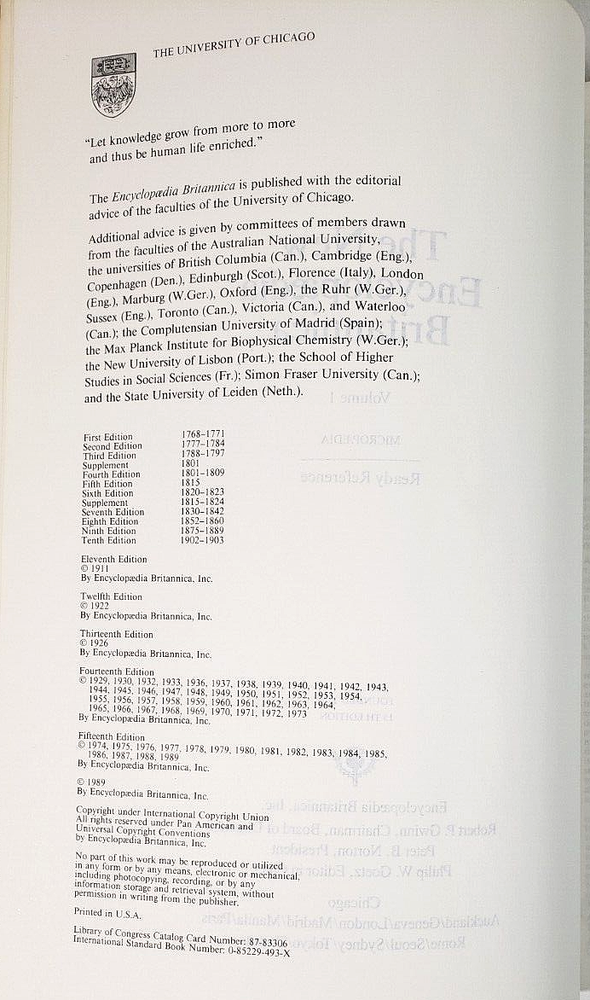 THE UNIVERSITY OF CHICAGO
"Let knowledge grow from more to more
and thus be human life enriched."
The Encyclopædia Britannica is published with the editorial
advice of the faculties of the University of Chicago.
Additional advice is given by committees of members drawn
from the faculties of the Australian National University,
the universities of British Columbia (Can.), Cambridge (Eng.),
Copenhagen (Den.), Edinburgh (Scot.), Florence (Italy), London
(Eng.), Marburg (W.Ger.), Oxford (Eng.), the Ruhr (W.Ger.),
Sussex (Eng.), Toronto (Can.), Victoria (Can.), and Waterloo
(Can.); the Complutensian University of Madrid (Spain);
the Max Planck Institute for Biophysical Chemistry (W.Ger.);
the New University of Lisbon (Port.); the School of Higher
Studies in Social Sciences (Fr.); Simon Fraser University (Can.);
and the State University of Leiden (Neth.).
First Edition 1768–1771
Second Edition 1777–1784
Third Edition 1788–1797
Supplement 1801
Fourth Edition 1801–1809
Fifth Edition 1815
Sixth Edition 1820–1823
Supplement 1815–1824
Seventh Edition 1830–1842
Eighth Edition 1852–1860
Ninth Edition 1875–1889
Tenth Edition 1902–1903
Eleventh Edition
© 1911
By Encyclopædia Britannica, Inc.
Twelfth Edition
© 1922
By Encyclopædia Britannica, Inc.
Thirteenth Edition
© 1926
By Encyclopædia Britannica, Inc.
Fourteenth Edition
© 1929, 1930, 1932, 1933, 1936, 1937, 1938, 1939, 1940, 1941, 1942, 1943,
1944, 1945, 1946, 1947, 1948, 1949, 1950, 1951, 1952, 1953, 1954,
1955, 1956, 1957, 1958, 1959, 1960, 1961, 1962, 1963, 1964,
1965, 1966, 1967, 1968, 1969, 1970, 1971, 1972, 1973
By Encyclopædia Britannica, Inc.
Fifteenth Edition
© 1974, 1975, 1976, 1977, 1978, 1979, 1980, 1981, 1982, 1983, 1984, 1985,
1986, 1987, 1988, 1989
By Encyclopædia Britannica, Inc.
© 1989
By Encyclopædia Britannica, Inc.
Copyright under International Copyright Union
All rights reserved under Pan American and
Universal Copyright Conventions
by Encyclopædia Britannica, Inc.
No part of this work may be reproduced or utilized
in any form or by any means, electronic or mechanical,
including photocopying, recording, or by any
information storage and retrieval system, without
permission in writing from the publisher.
Printed in U.S.A.
Library of Congress Catalog Card Number: 87-83306
International Standard Book Number: 0-85229-493-X